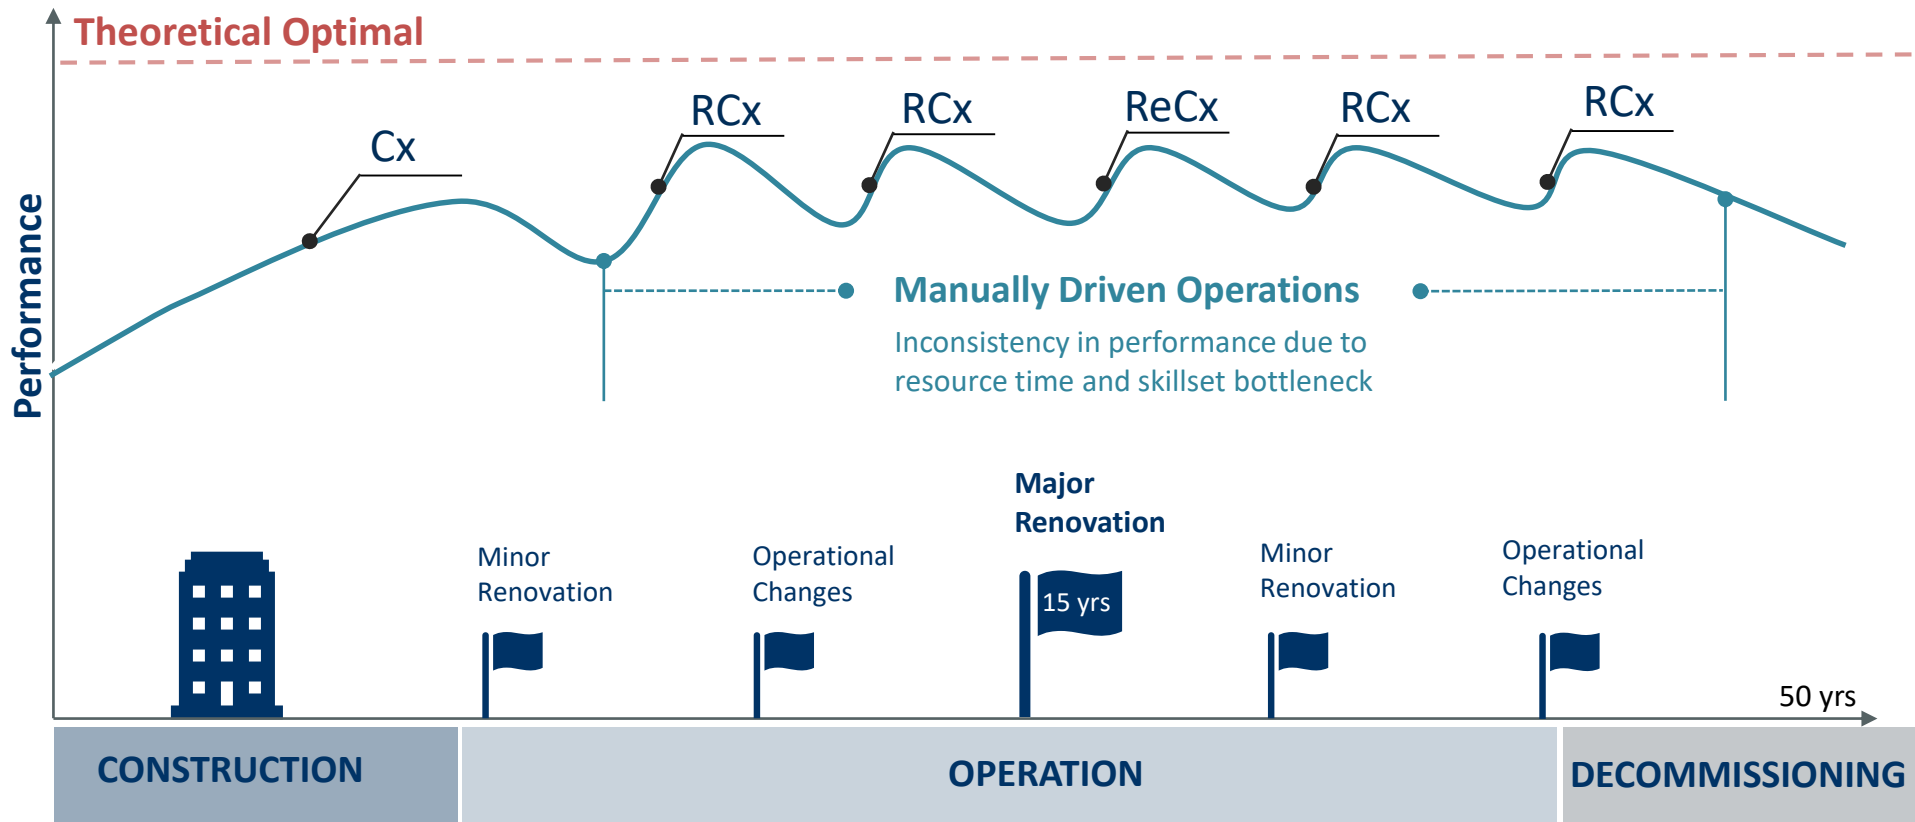 Theoretical Optimal
Performance
Cx
RCx
RCx
ReCx
RCx
RCx
Manually Driven Operations
Inconsistency in performance due to
resource time and skillset bottleneck
Minor
Renovation
Operational
Changes
Major
Renovation
15 yrs
Minor
Renovation
Operational
Changes
50 yrs
CONSTRUCTION
OPERATION
DECOMMISSIONING